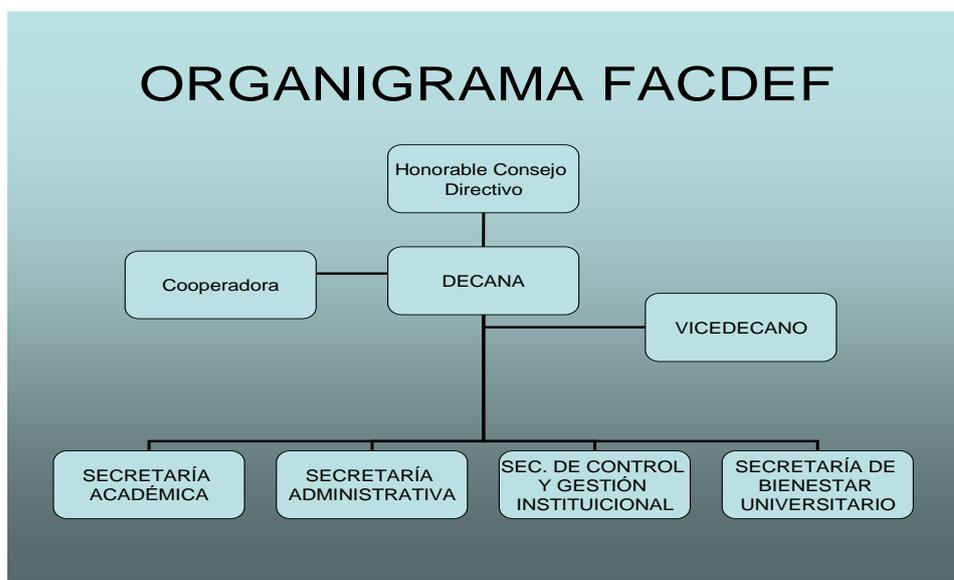 ORGANIGRAMA FACDEF
Honorable Consejo
Directivo
Cooperadora
DECANA
VICEDECANO
SECRETARÍA
ACADÉMICA
SECRETARÍA
ADMINISTRATIVA
SEC. DE CONTROL
Y GESTIÓN
INSTITUICIONAL
SECRETARÍA DE
BIENESTAR
UNIVERSITARIO